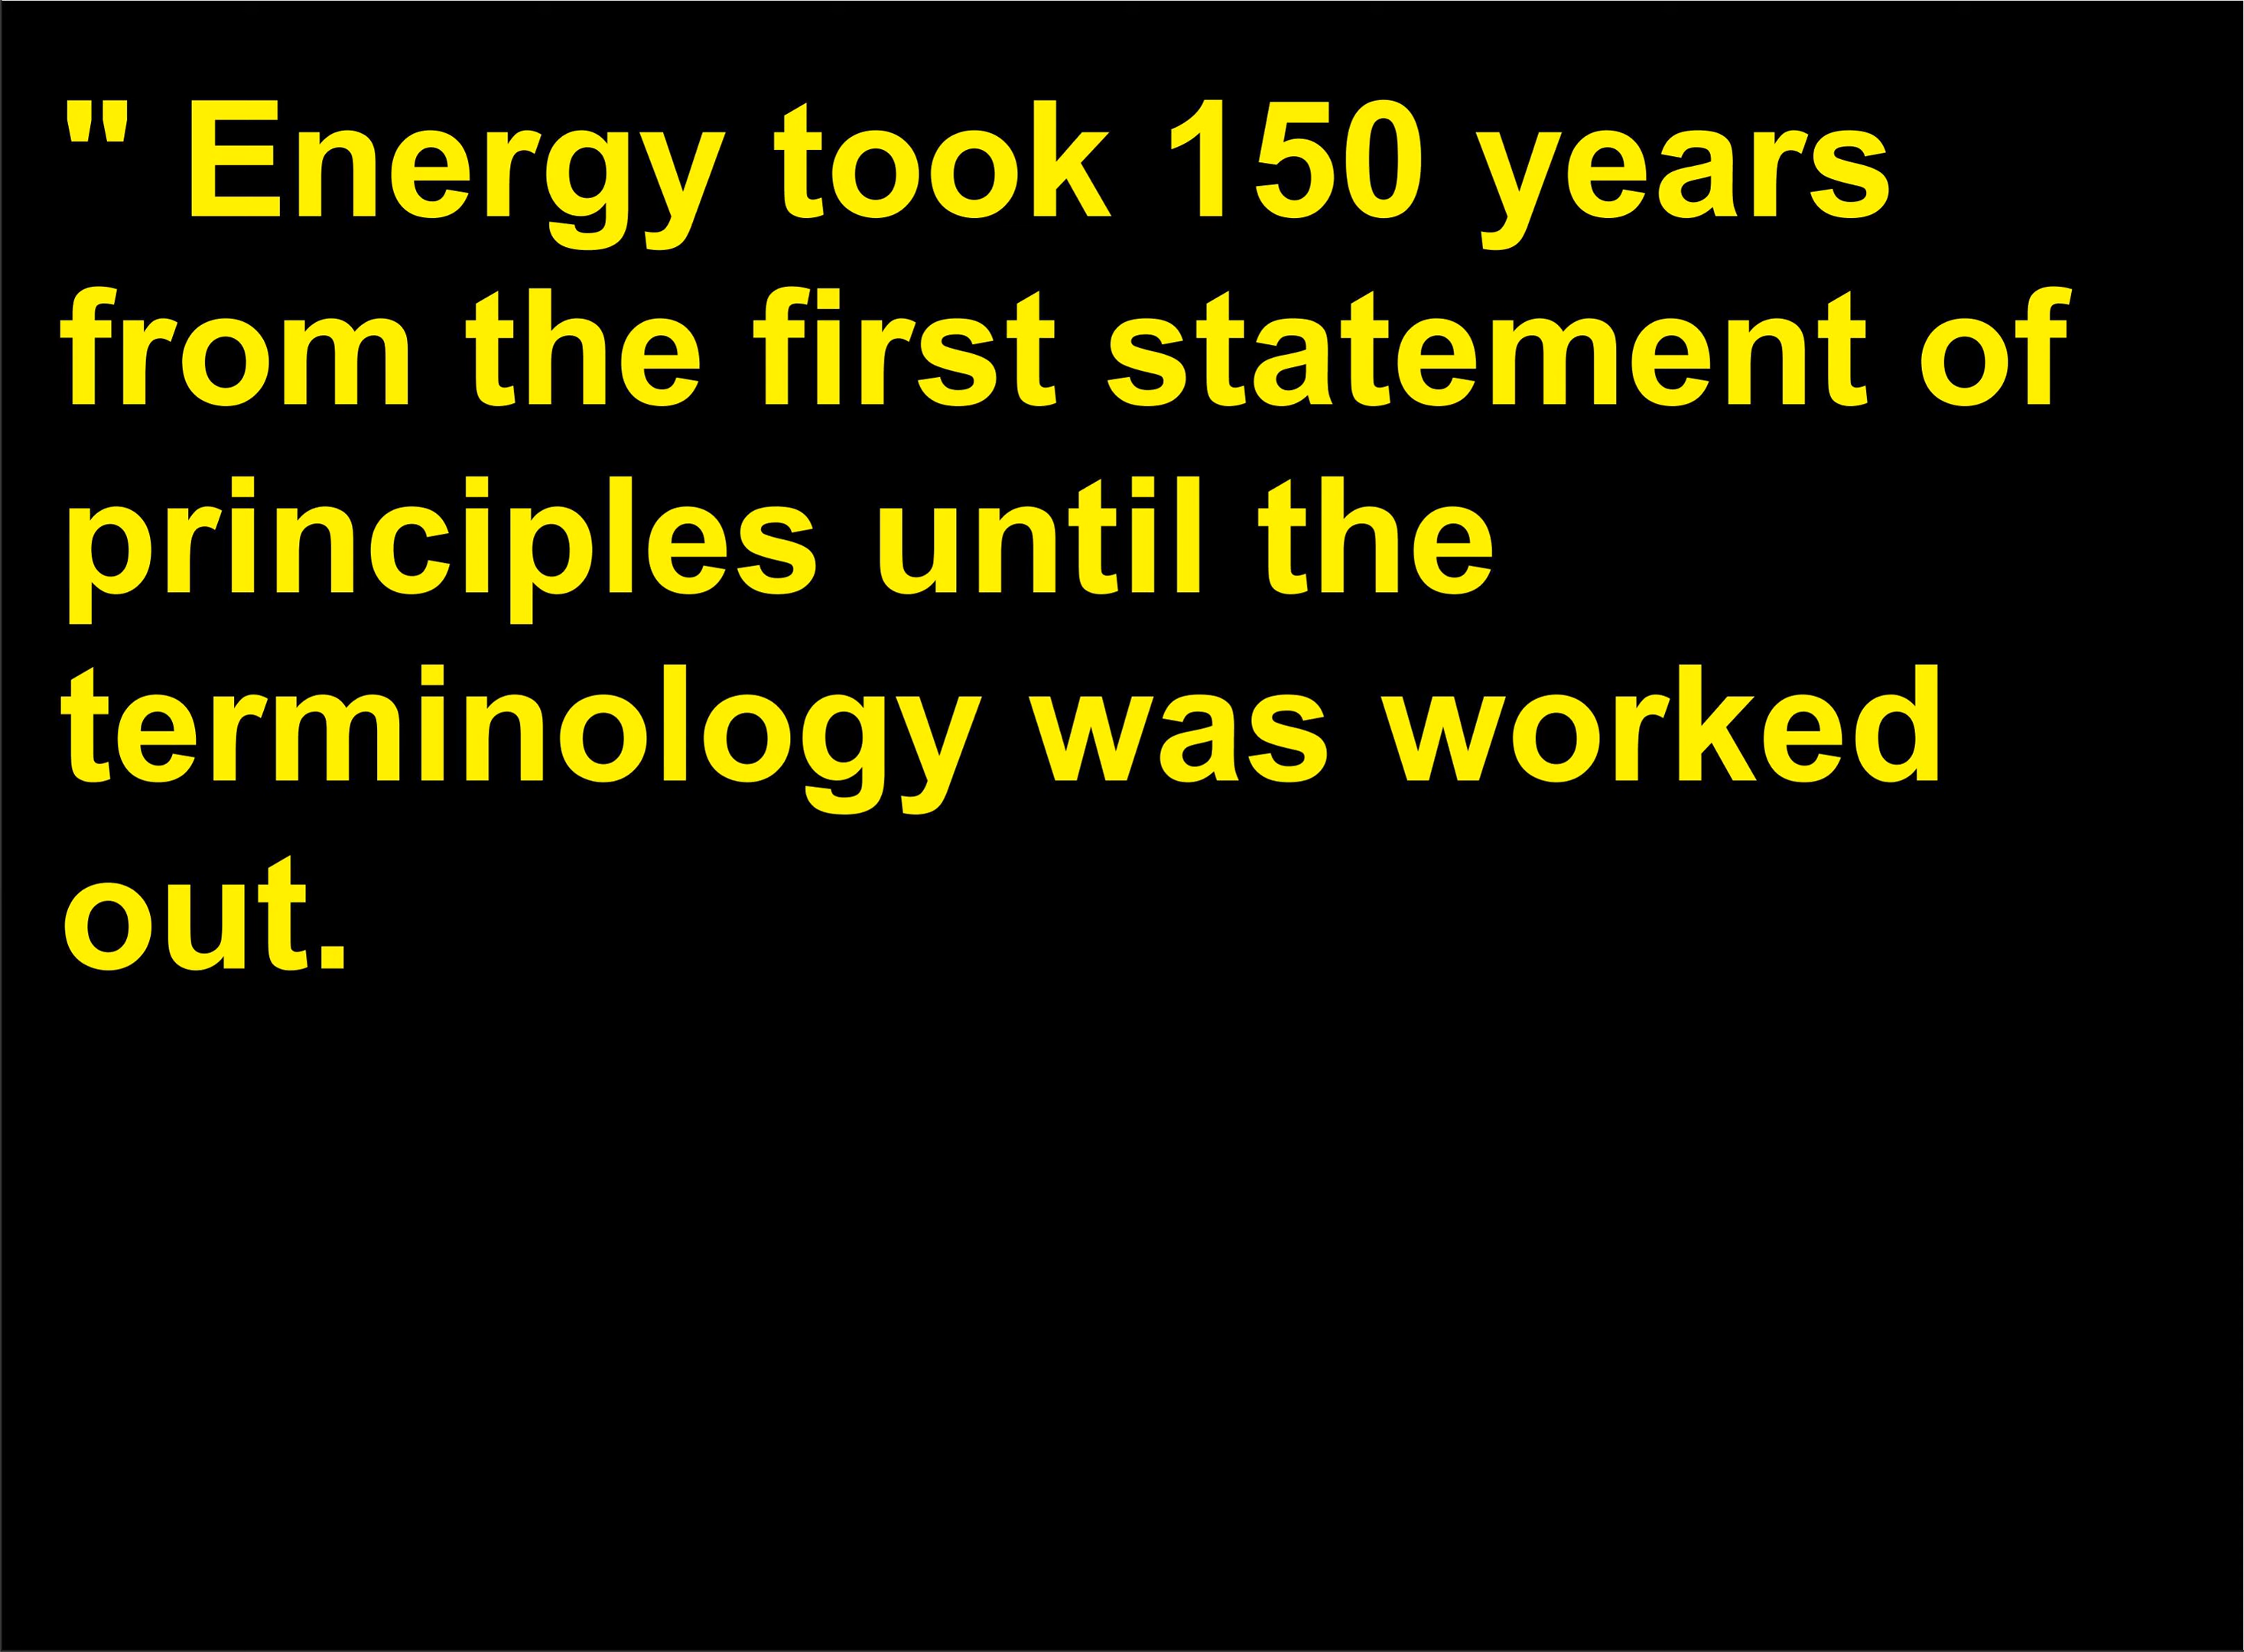 " Energy took 150 years
from the first statement of
principles until the
terminology was worked
out.